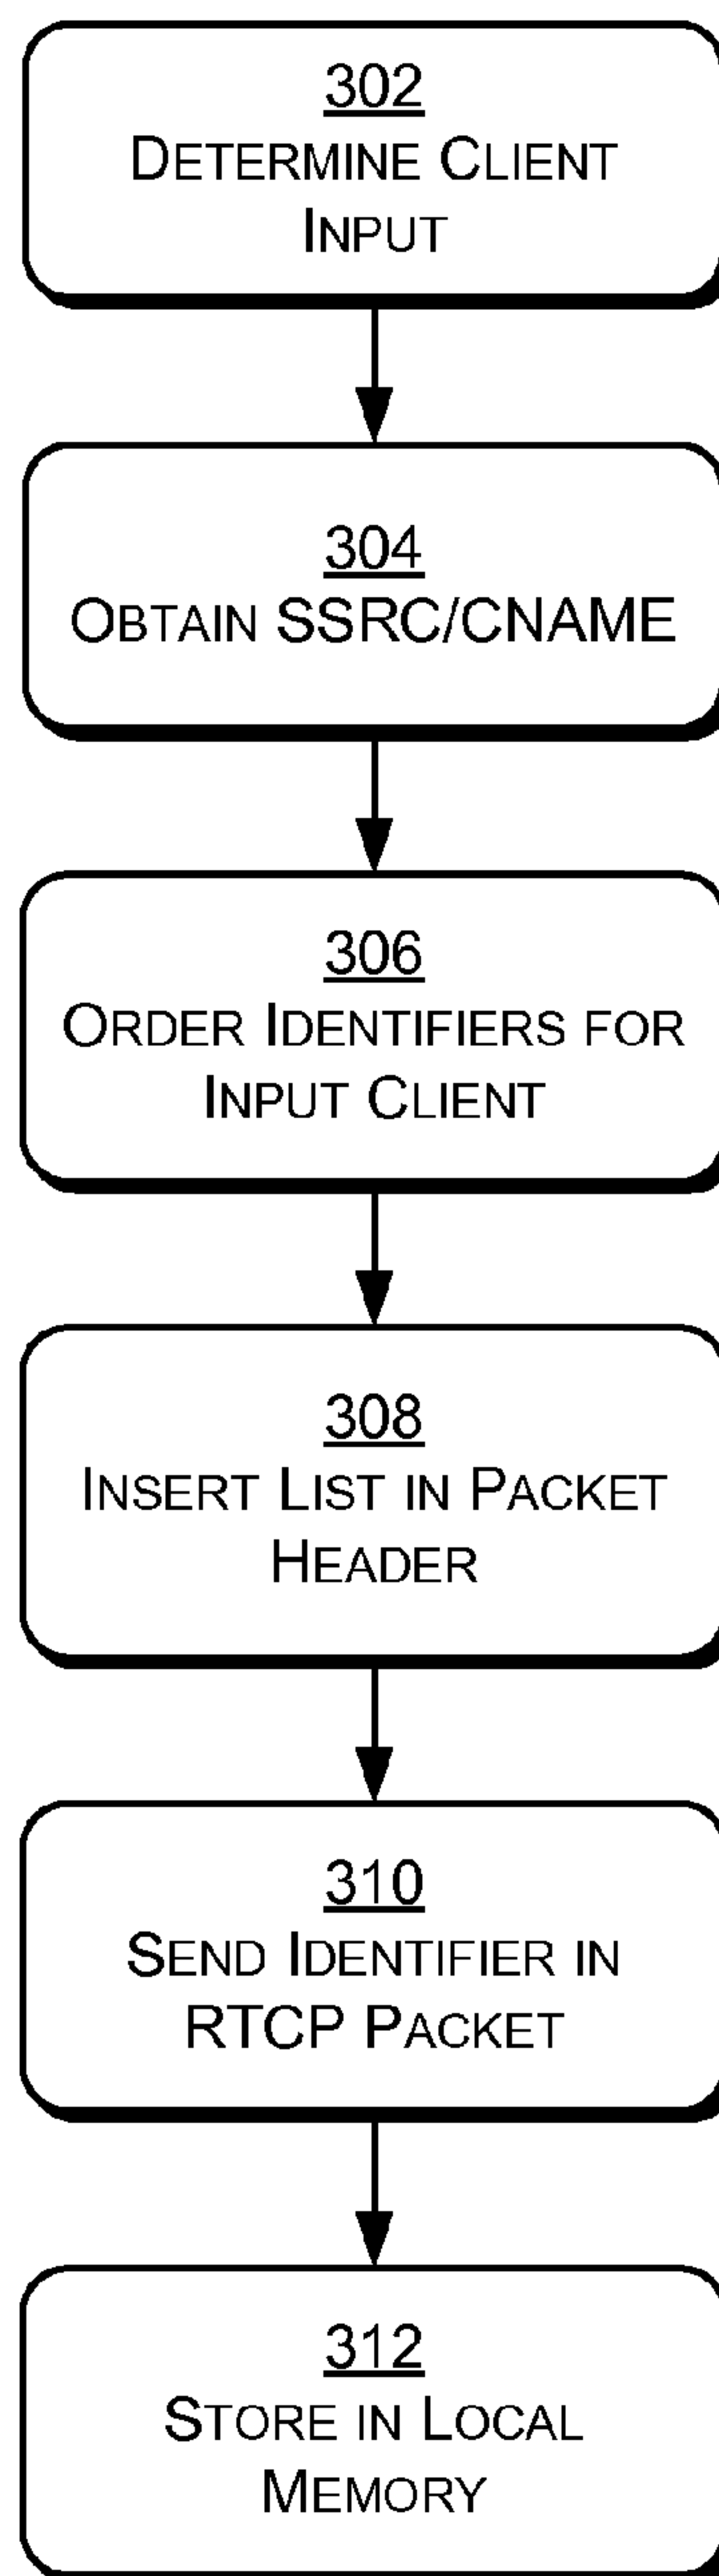 302
DETERMINE CLIENT
INPUT
304
OBTAIN SSRC/CNAME
306
ORDER IDENTIFIERS FOR
INPUT CLIENT
308
INSERT LIST IN PACKET
HEADER
310
SEND IDENTIFIER IN
RTCP PACKET
312
STORE IN LOCAL
MEMORY